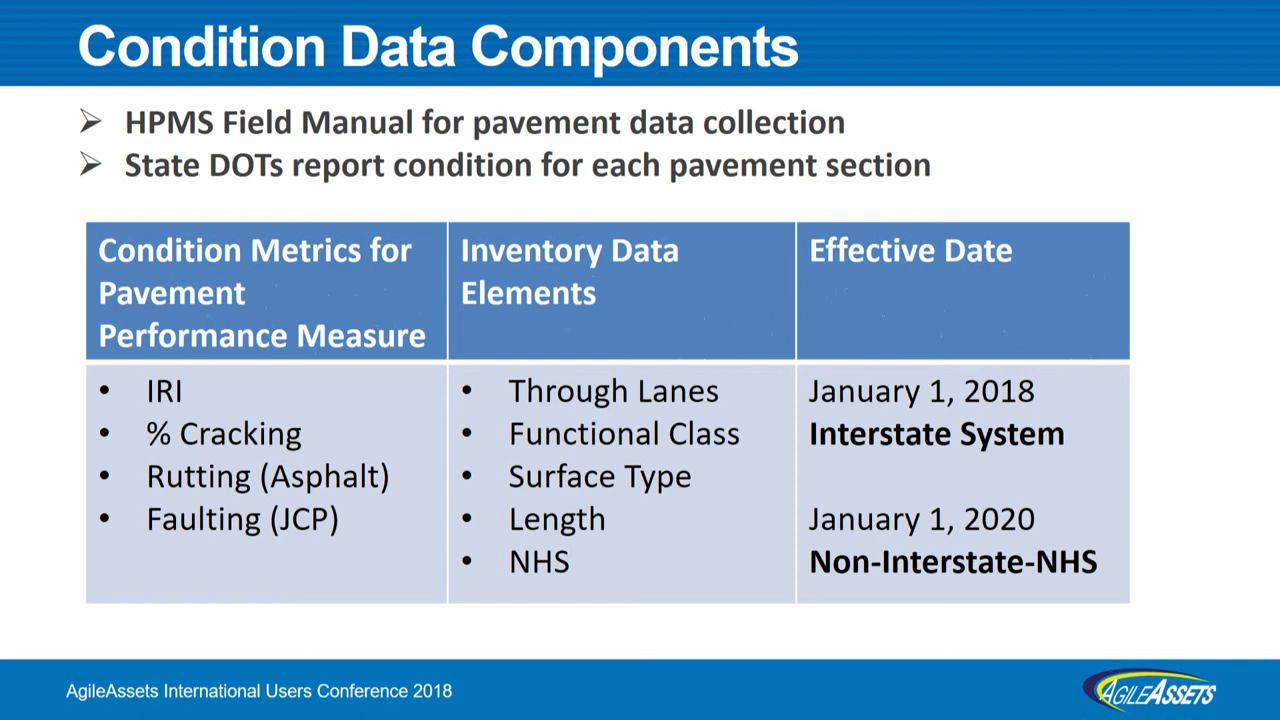 Condition Data Components
➤ HPMS Field Manual for pavement data collection
➤ State DOTs report condition for each pavement section
Condition Metrics for
Pavement
Performance Measure
Inventory Data
Elements
Effective Date
• IRI
• % Cracking
• Rutting (Asphalt)
• Faulting (JCP)
• Through Lanes
• Functional Class
• Surface Type
• Length
• NHS
January 1, 2018
Interstate System
January 1, 2020
Non-Interstate-NHS
AgileAssets International Users Conference 2018
AGILEASSETS